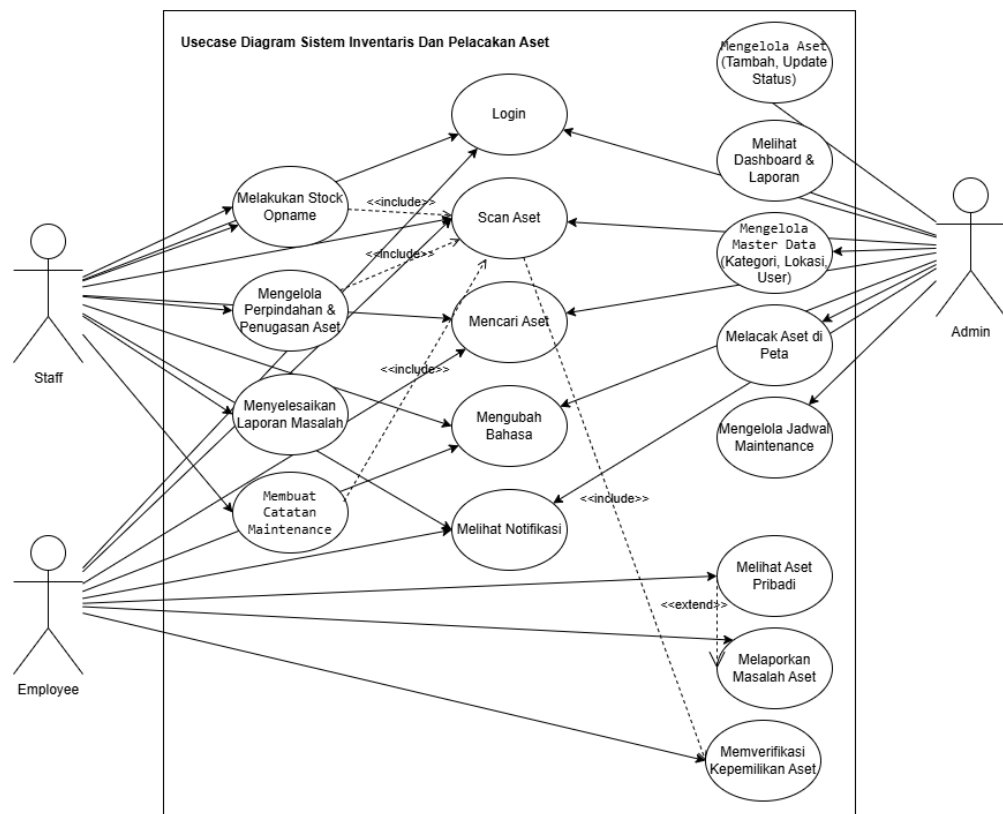 Usecase Diagram Sistem Inventaris Dan Pelacakan Aset
Mengelola Aset
(Tambah, Update
Status)
Login
Melihat
Dashboard &
Laporan
Melakukan Stock
Opname
<<include>>
Scan Aset
Mengelola
Master Data
(Kategori, Lokasi,
User)
<<include>>
Staff
Mengelola
Perpindahan &
Penugasan Aset
Mencari Aset
Melacak Aset di
Peta
Admin
<<include>>
Menyelesaikan
Laporan Masalah
Mengubah
Bahasa
Mengelola Jadwal
Maintenance
Membuat
Catatan
Maintenance
Melihat Notifikasi
<<include>>
Melihat Aset
Pribadi
<<extend>>
Employee
Melaporkan
Masalah Aset
Memverifikasi
Kepemilikan Aset